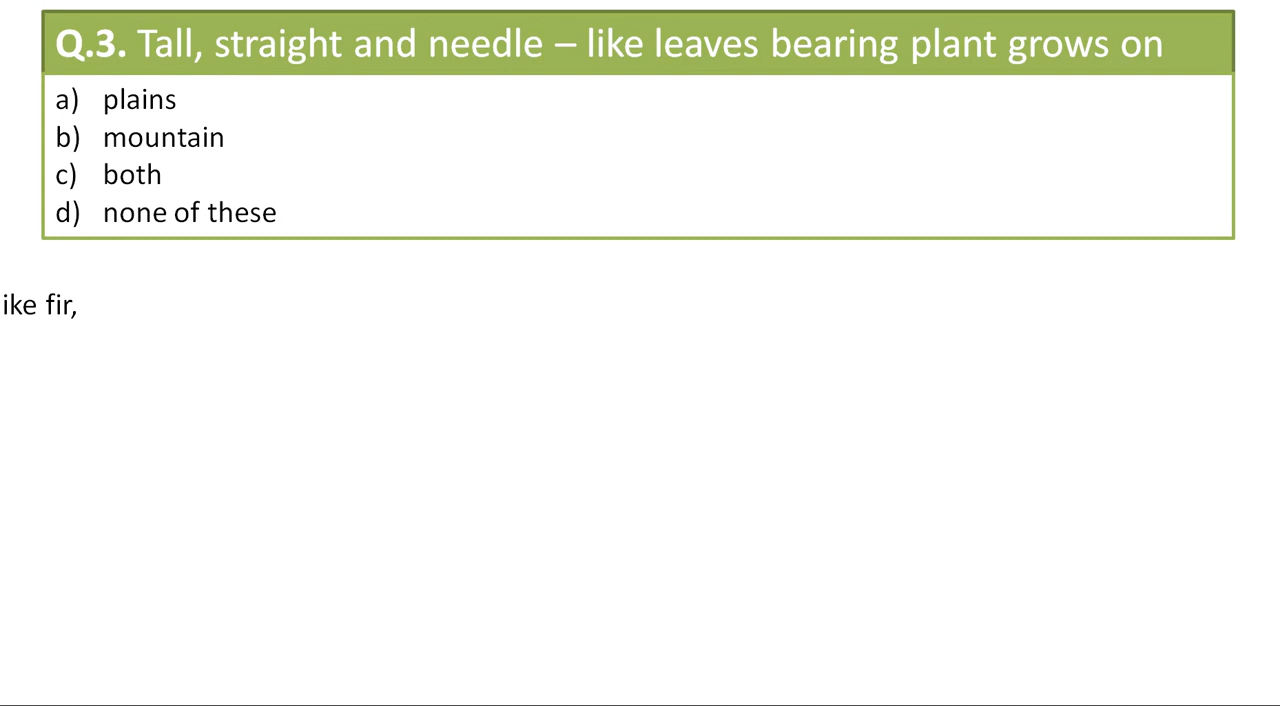 Q.3. Tall, straight and needle – like leaves bearing plant grows on
a) plains
b) mountain
c) both
d) none of these
ike fir,